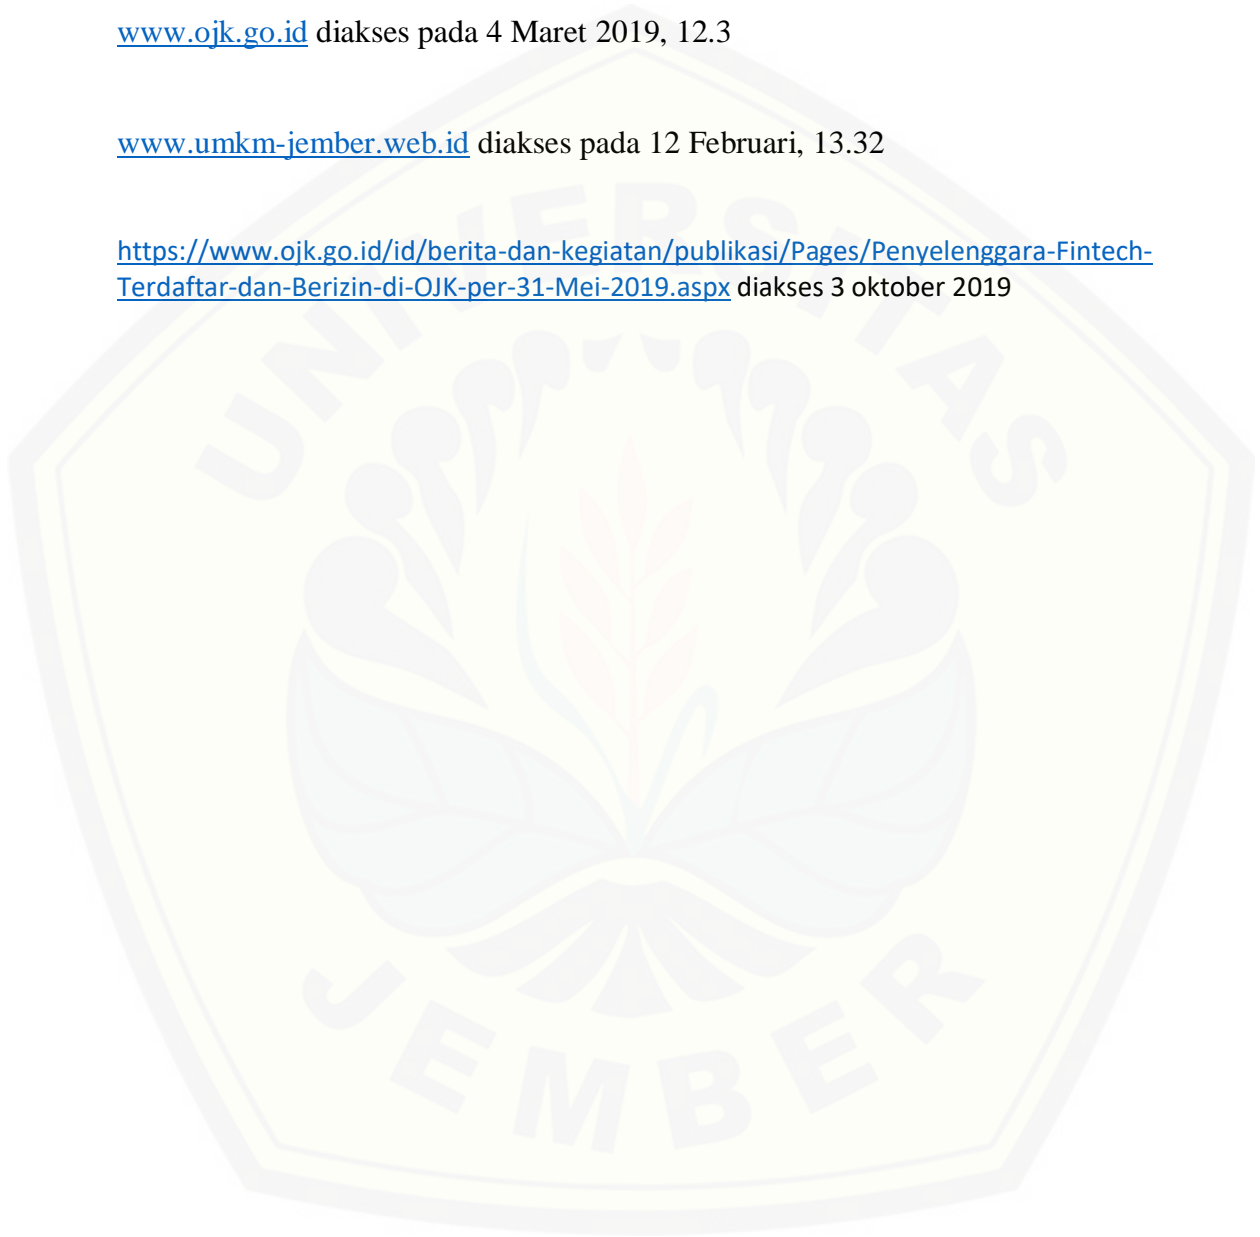 www.ojk.go.id diakses pada 4 Maret 2019, 12.3
www.umkm-jember.web.id diakses pada 12 Februari, 13.32
https://www.ojk.go.id/id/berita-dan-kegiatan/publikasi/Pages/Penyelenggara-Fintech-
Terdaftar-dan-Berizin-di-OJK-per-31-Mei-2019.aspx diakses 3 oktober 2019
UNIVERSITAS
JEMBER